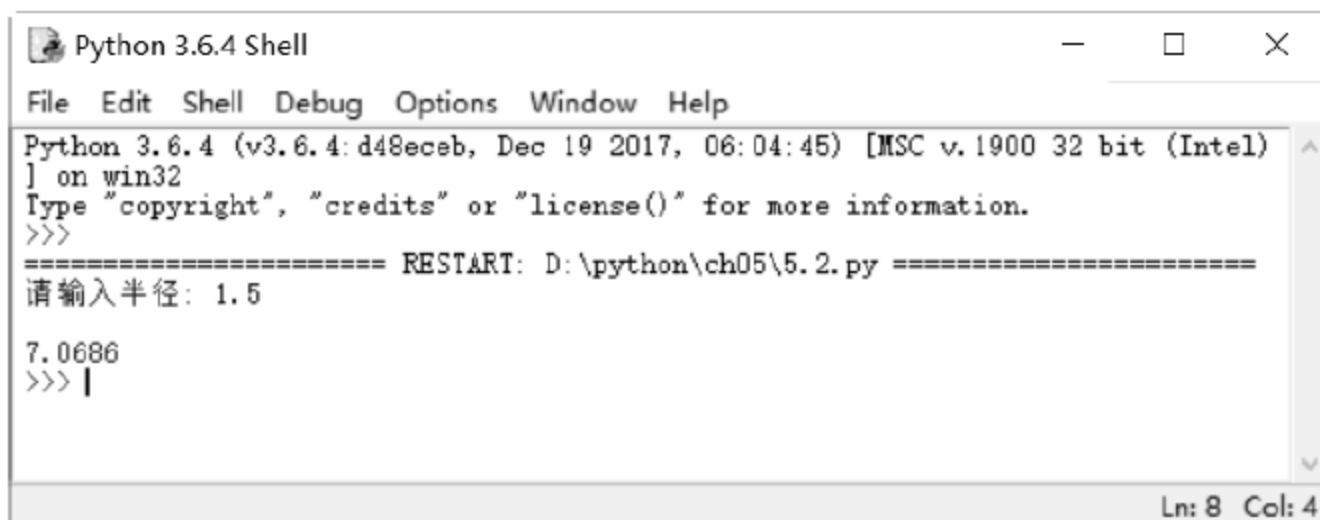 Python 3.6.4 Shell
File Edit Shell Debug Options Window Help
Python 3.6.4 (v3.6.4:d48eceb, Dec 19 2017, 06:04:45) [MSC v.1900 32 bit (Intel)
] on win32
Type "copyright", "credits" or "license()" for more information.
>>>
======================= RESTART: D:\python\ch05\5.2.py =======================
请输入半径: 1.5
7.0686
>>>
Ln: 8 Col: 4